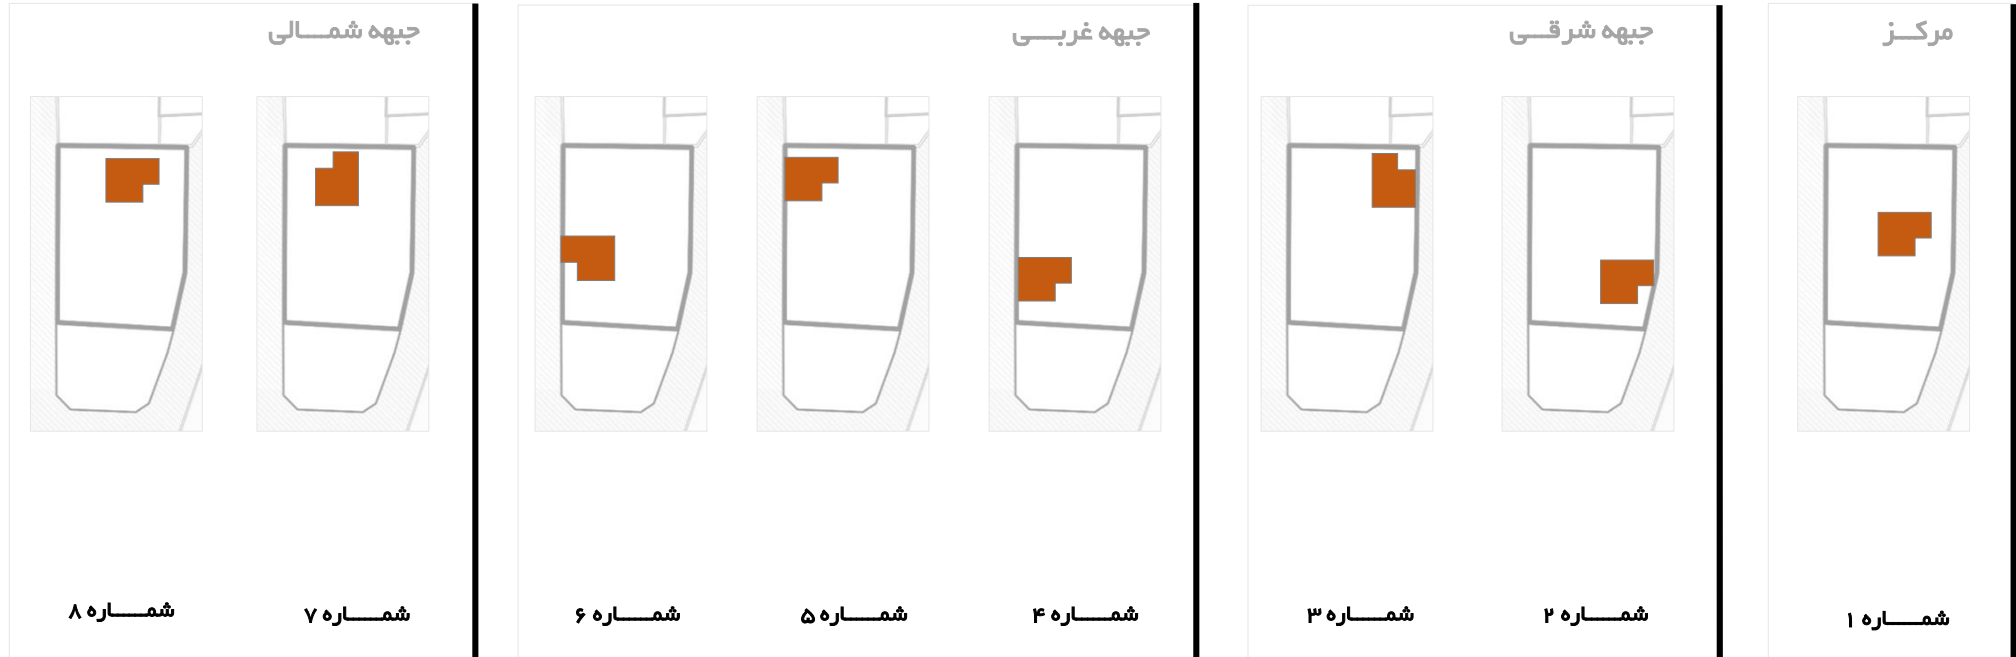 مرکـــز
جبهه شرقـــی
جبهه غربـــی
جبهه شمـــالی
شمـــاره ۱
شمـــاره ۲
شمـــاره ۳
شمـــاره ۴
شمـــاره ۵
شمـــاره ۶
شمـــاره ۷
شمـــاره ۸